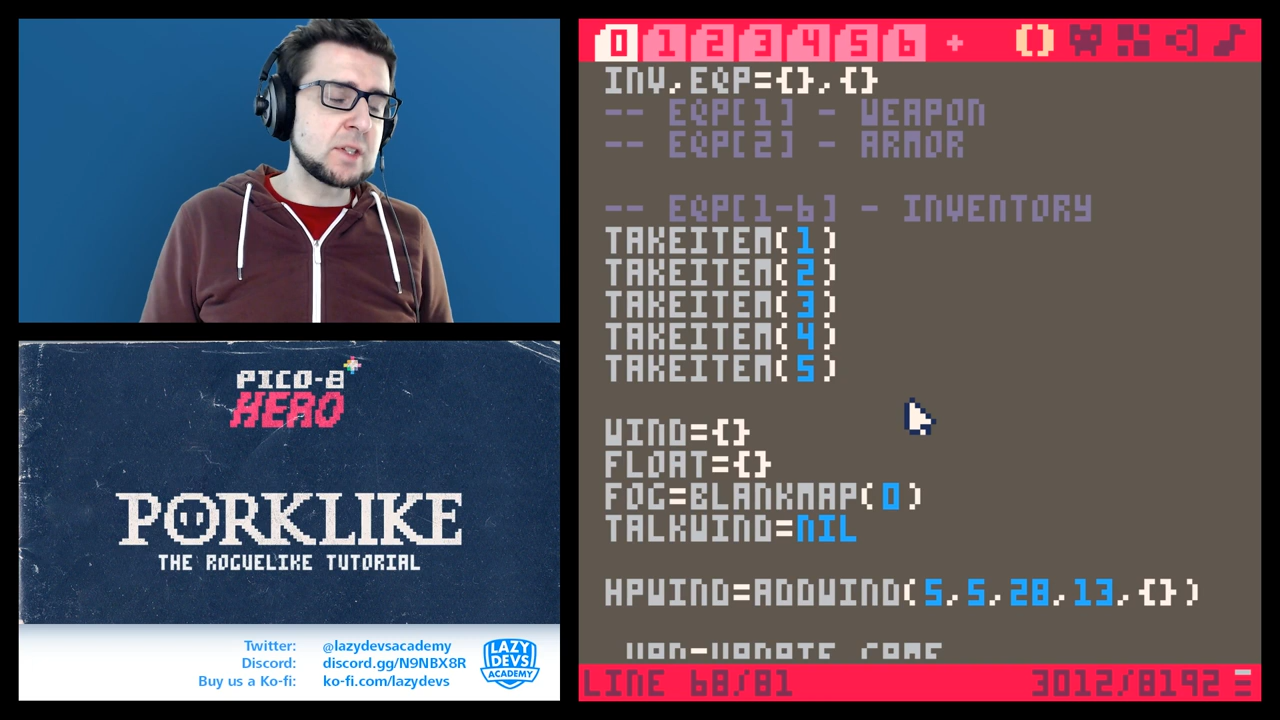 0 1 2 3 4 5 6 +
INV,EQP={},{}
-- EQP[1] - WEAPON
-- EQP[2] - ARMOR
-- EQP[1-6] - INVENTORY
TAKEITEM(1)
TAKEITEM(2)
TAKEITEM(3)
TAKEITEM(4)
TAKEITEM(5)
WIND={}
FLOAT={}
FOG=BLANKMAP(0)
TALKWIND=NIL
HPWIND=ADDWIND(5,5,28,13,{})
LINE 68/81
3012/8192
PICO-8
HERO
PORKLIKE
THE ROGUELIKE TUTORIAL
Twitter: @lazydevsacademy
Discord: discord.gg/N9NBX8R
Buy us a Ko-fi: ko-fi.com/lazydevs
LAZY
DEVS
ACADEMY